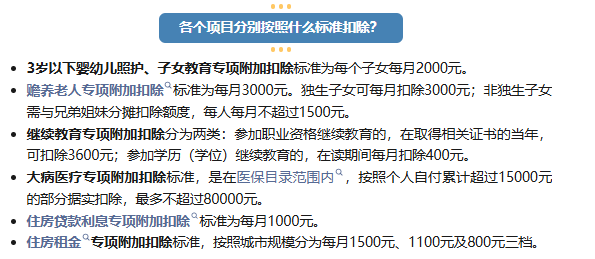 各个项目分别按照什么标准扣除？
3岁以下婴幼儿照护、子女教育专项附加扣除标准为每个子女每月2000元。
赡养老人专项附加扣除标准为每月3000元。独生子女可每月扣除3000元；非独生子女
需与兄弟姐妹分摊扣除额度，每人每月不超过1500元。
继续教育专项附加扣除分为两类：参加职业资格继续教育的，在取得相关证书的当年，
可扣除3600元；参加学历（学位）继续教育的，在读期间每月扣除400元。
大病医疗专项附加扣除标准，是在医保目录范围内，按照个人自付累计超过15000元
的部分据实扣除，最多不超过80000元。
住房贷款利息专项附加扣除标准为每月1000元。
住房租金专项附加扣除标准，按照城市规模分为每月1500元、1100元及800元三档。